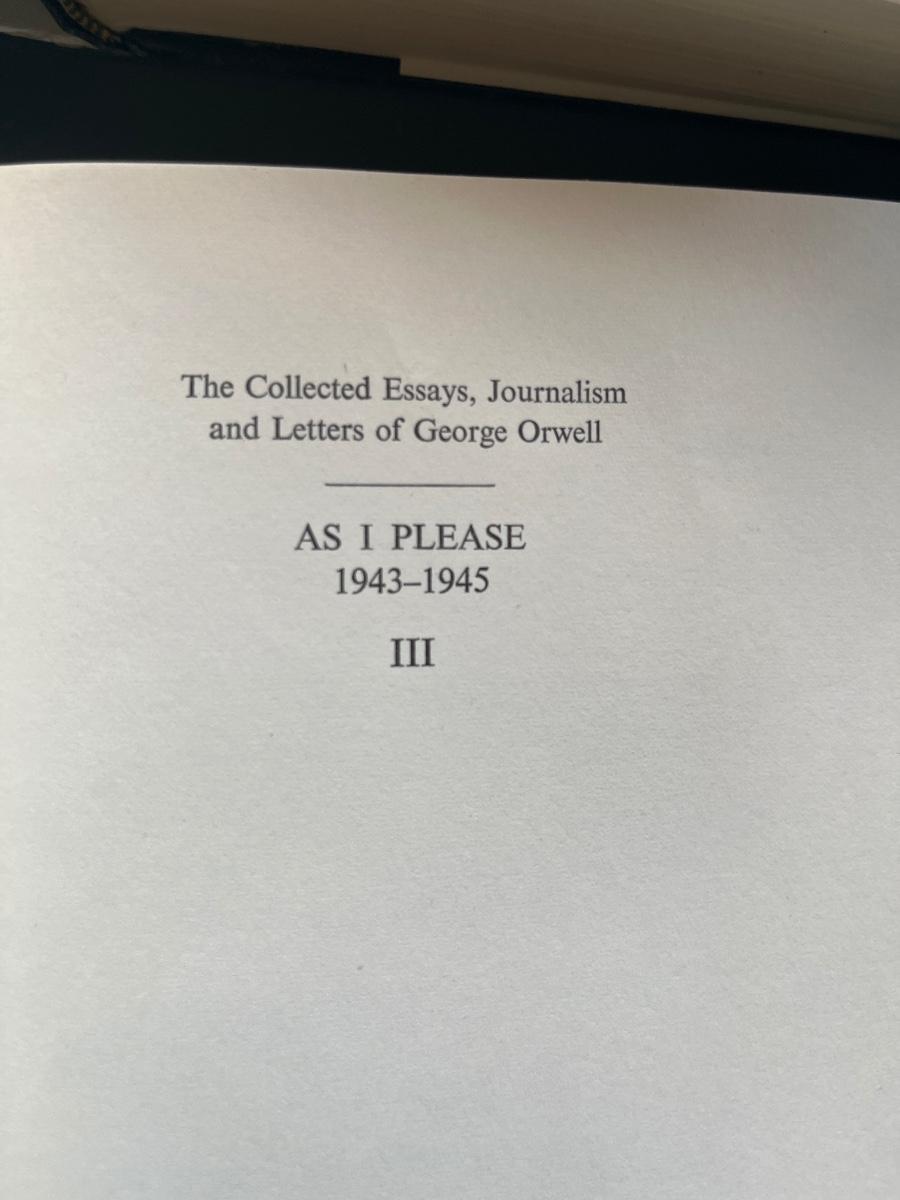 The Collected Essays, Journalism
and Letters of George Orwell
AS I PLEASE
1943–1945
III